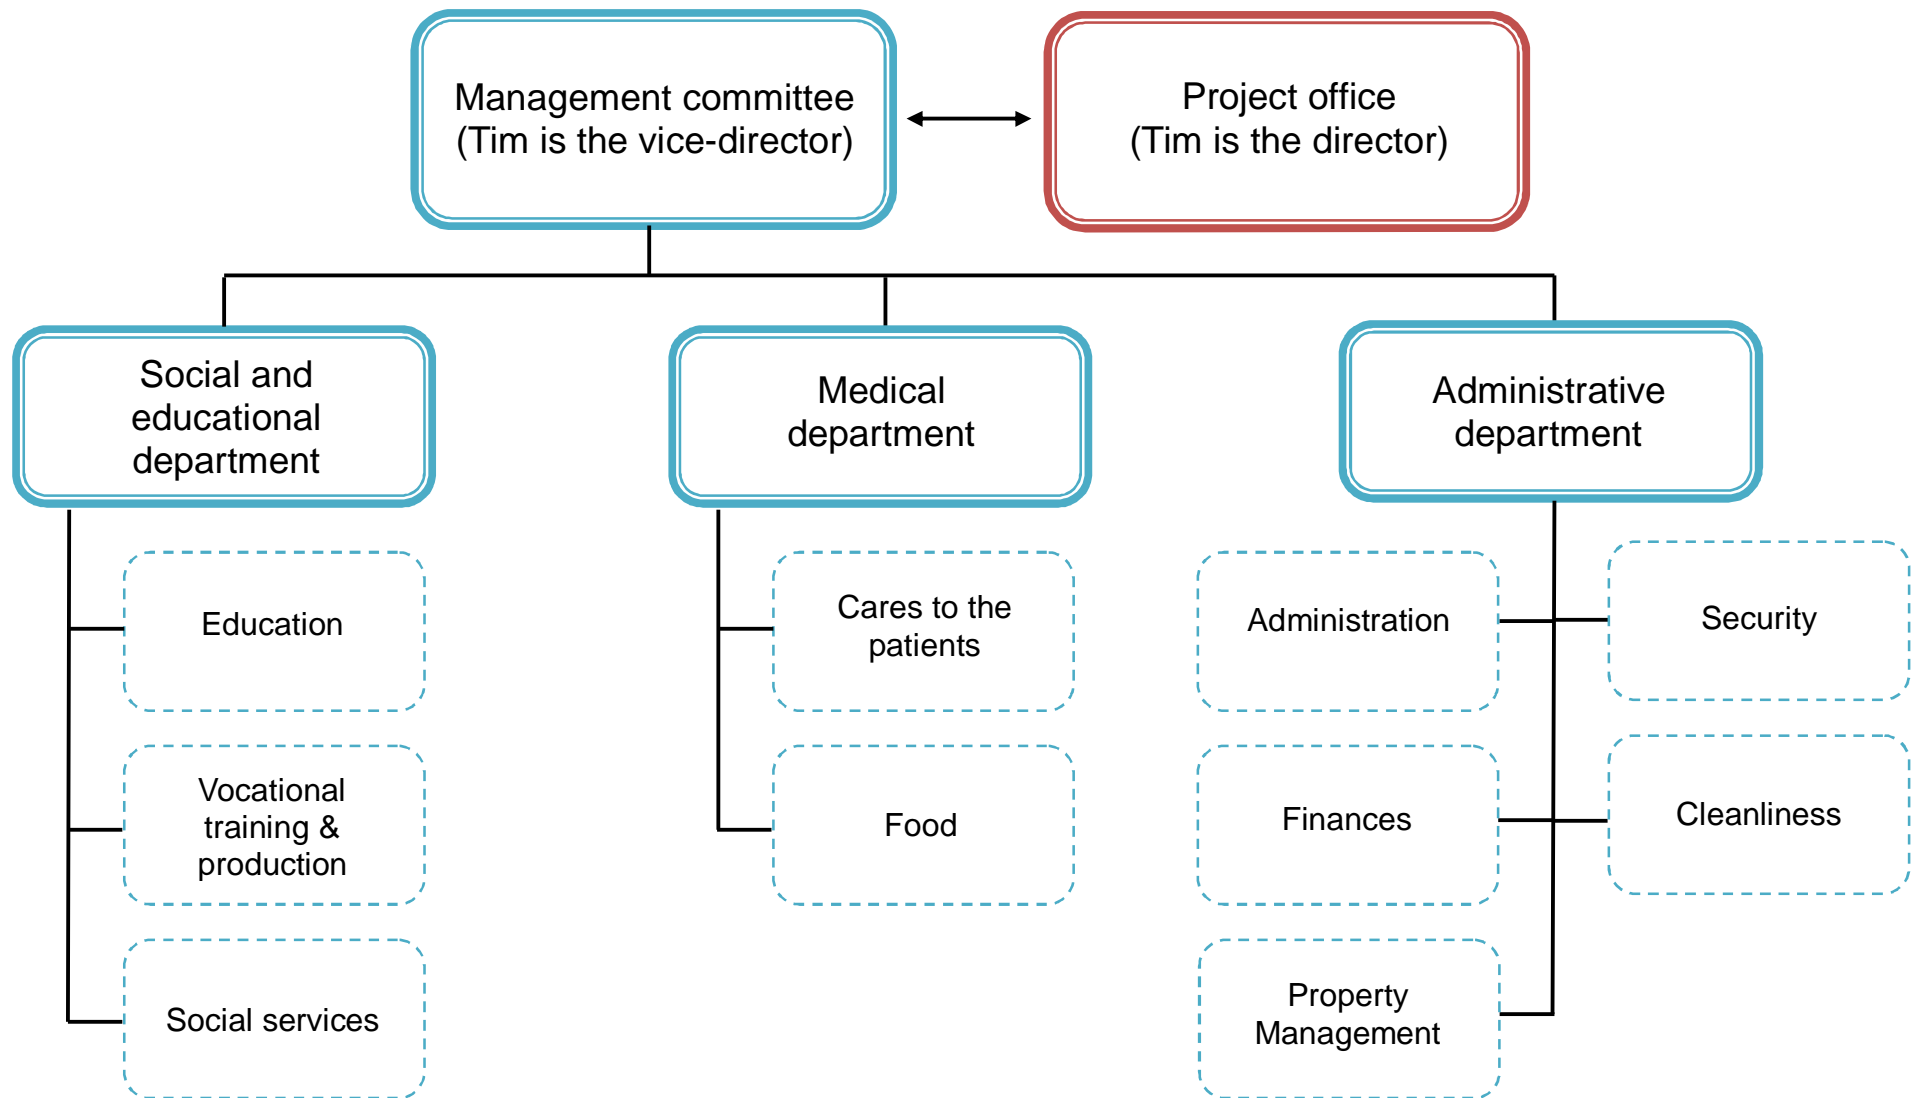 Management committee
(Tim is the vice-director)
Project office
(Tim is the director)
Social and
educational
department
Medical
department
Administrative
department
Education
Vocational
training &
production
Social services
Cares to the
patients
Food
Administration
Security
Finances
Cleanliness
Property
Management